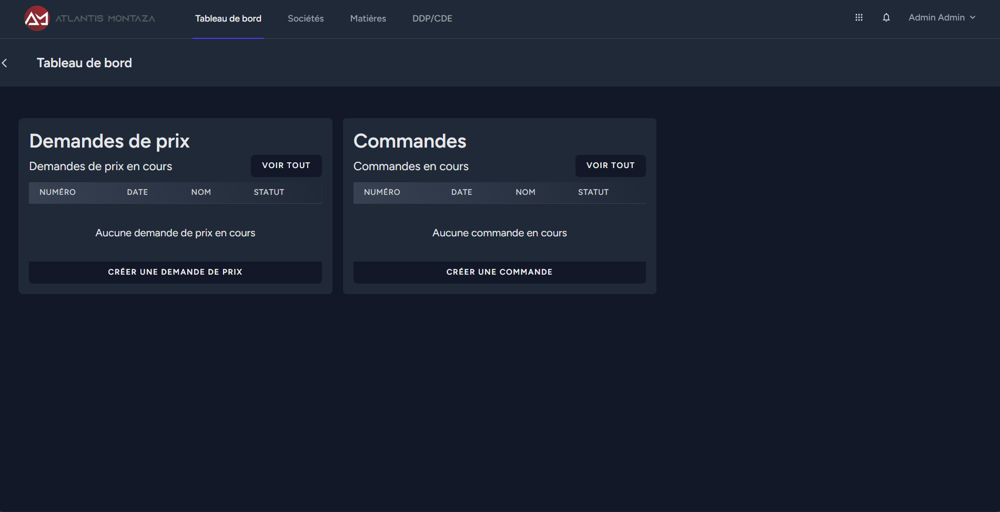 ATLANTIS MONTAZA
Tableau de bord
Sociétés
Matières
DDP/CDE
Admin Admin
Tableau de bord
Demandes de prix
Demandes de prix en cours
VOIR TOUT
NUMÉRO DATE NOM STATUT
Aucune demande de prix en cours
CRÉER UNE DEMANDE DE PRIX
Commandes
Commandes en cours
VOIR TOUT
NUMÉRO DATE NOM STATUT
Aucune commande en cours
CRÉER UNE COMMANDE